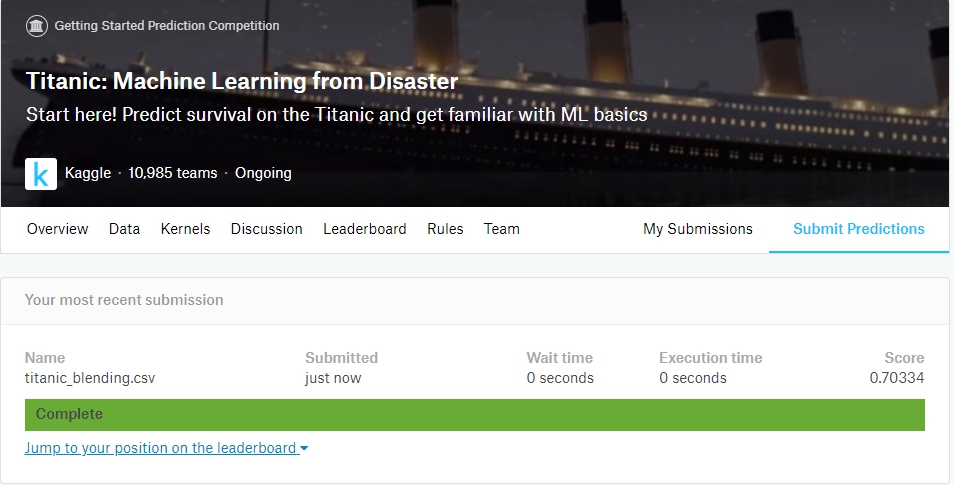 Getting Started Prediction Competition
Titanic: Machine Learning from Disaster
Start here! Predict survival on the Titanic and get familiar with ML basics
k Kaggle · 10,985 teams · Ongoing
Overview Data Kernels Discussion Leaderboard Rules Team My Submissions Submit Predictions
Your most recent submission
Name Submitted Wait time Execution time Score
titanic_blending.csv just now 0 seconds 0 seconds 0.70334
Complete
Jump to your position on the leaderboard